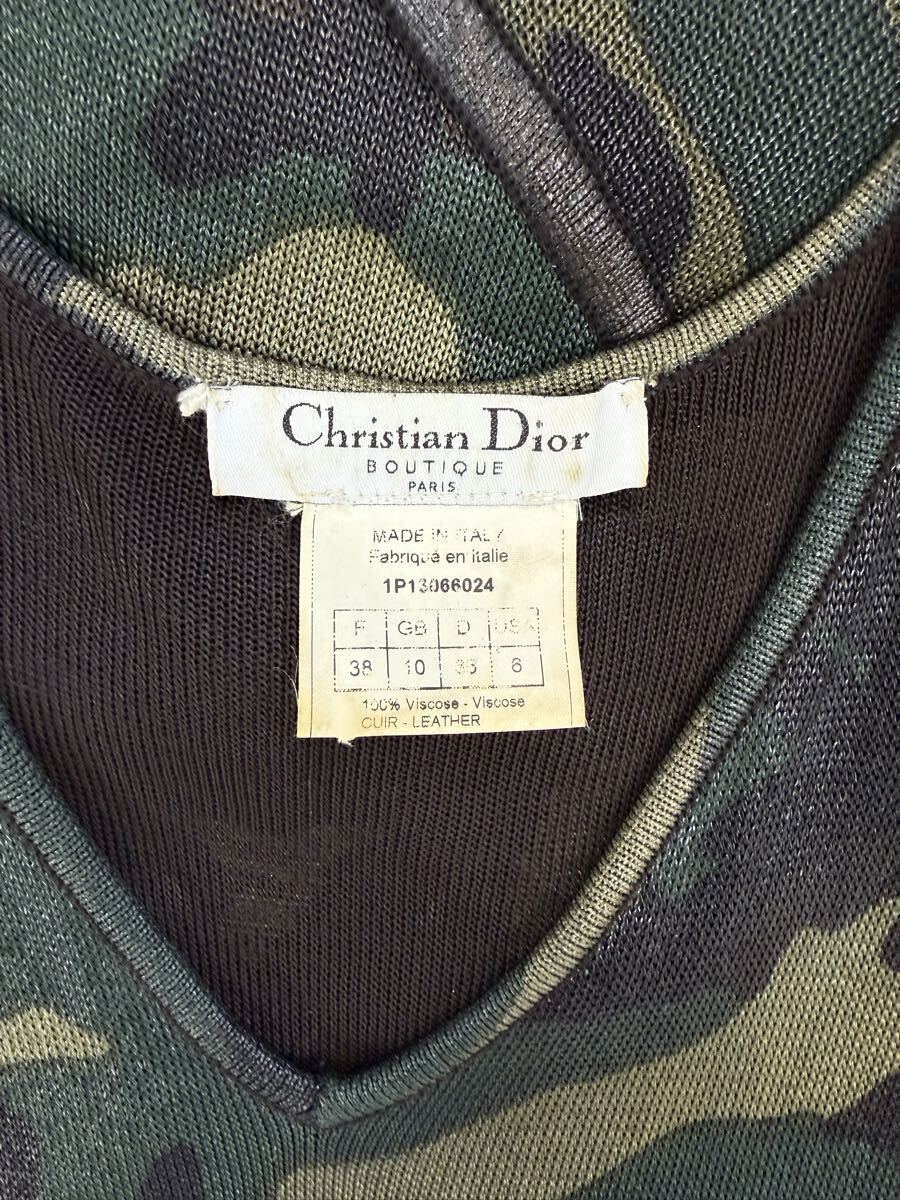 Christian Dior
BOUTIQUE
PARIS
MADE IN ITALY
Fabriqué en Italie
1P13066024
F GB D USA
38 10 36 6
100% Viscose - Viscose
CUIR - LEATHER